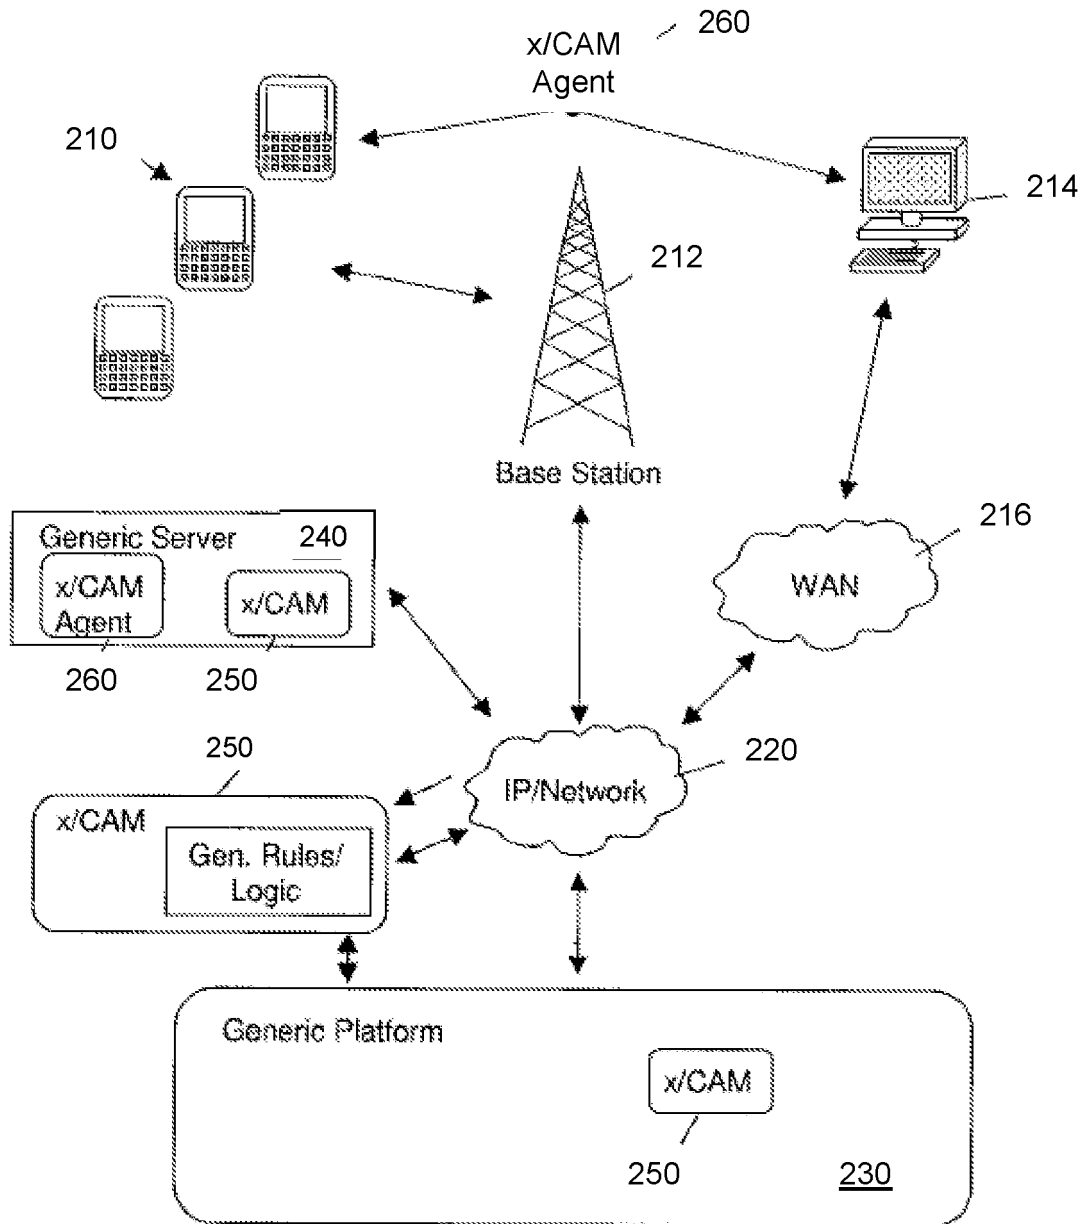 260
x/CAM
Agent
210
214
212
Base Station
216
WAN
Generic Server
240
x/CAM
Agent
x/CAM
260
250
250
220
IP/Network
x/CAM
Gen. Rules/
Logic
Generic Platform
x/CAM
250
230